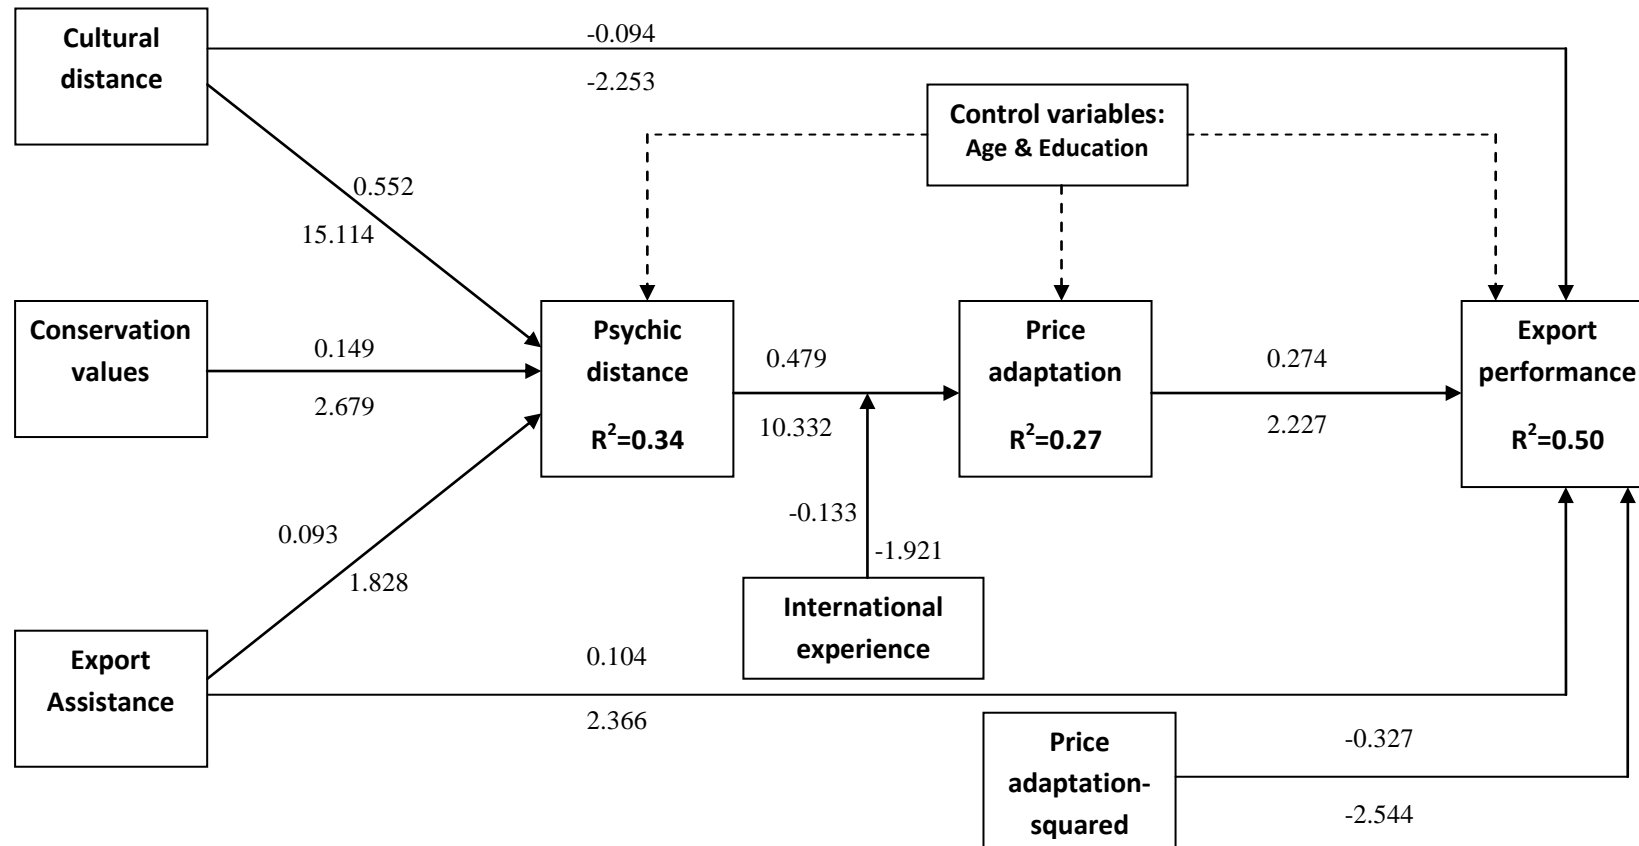 Cultural
distance
-0.094
-2.253
Control variables:
Age & Education
0.552
15.114
Conservation
values
0.149
2.679
Psychic
distance
R²=0.34
0.479
10.332
Price
adaptation
R²=0.27
0.274
2.227
Export
performance
R²=0.50
-0.133
-1.921
International
experience
0.093
1.828
Export
Assistance
0.104
2.366
Price
adaptation-
squared
-0.327
-2.544